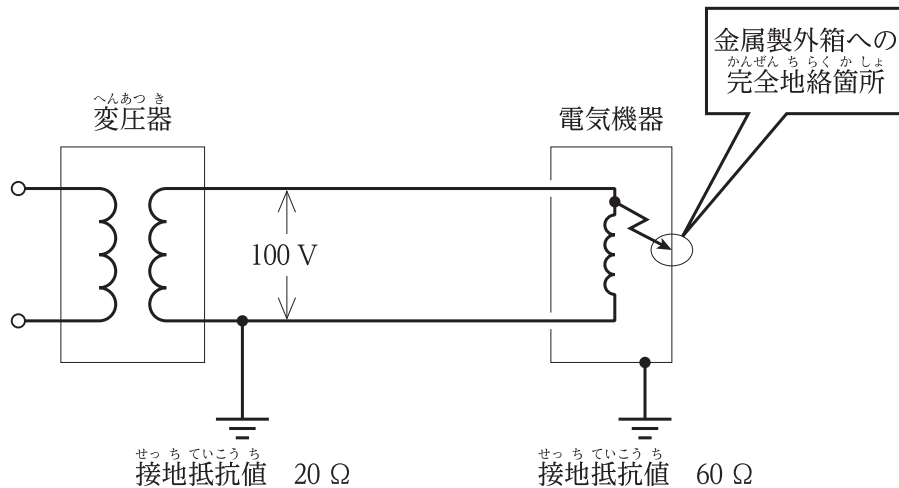 金属製外箱への
かんぜんちらくかしょ
完全地絡箇所
へんあつき
変圧器
電気機器
100 V
せっちていこうち
接地抵抗値 20 Ω
せっちていこうち
接地抵抗値 60 Ω